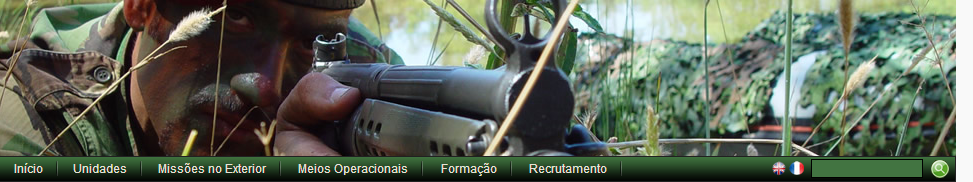 Início Unidades Missões no Exterior Meios Operacionais Formação Recrutamento